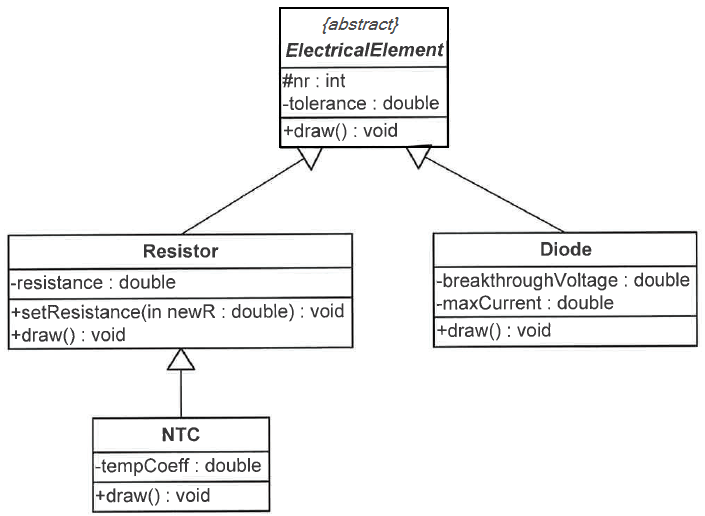 {abstract}
ElectricalElement
#nr : int
-tolerance : double
+draw() : void
Resistor
-resistance : double
+setResistance(in newR : double) : void
+draw() : void
Diode
-breakthroughVoltage : double
-maxCurrent : double
+draw() : void
NTC
-tempCoeff : double
+draw() : void